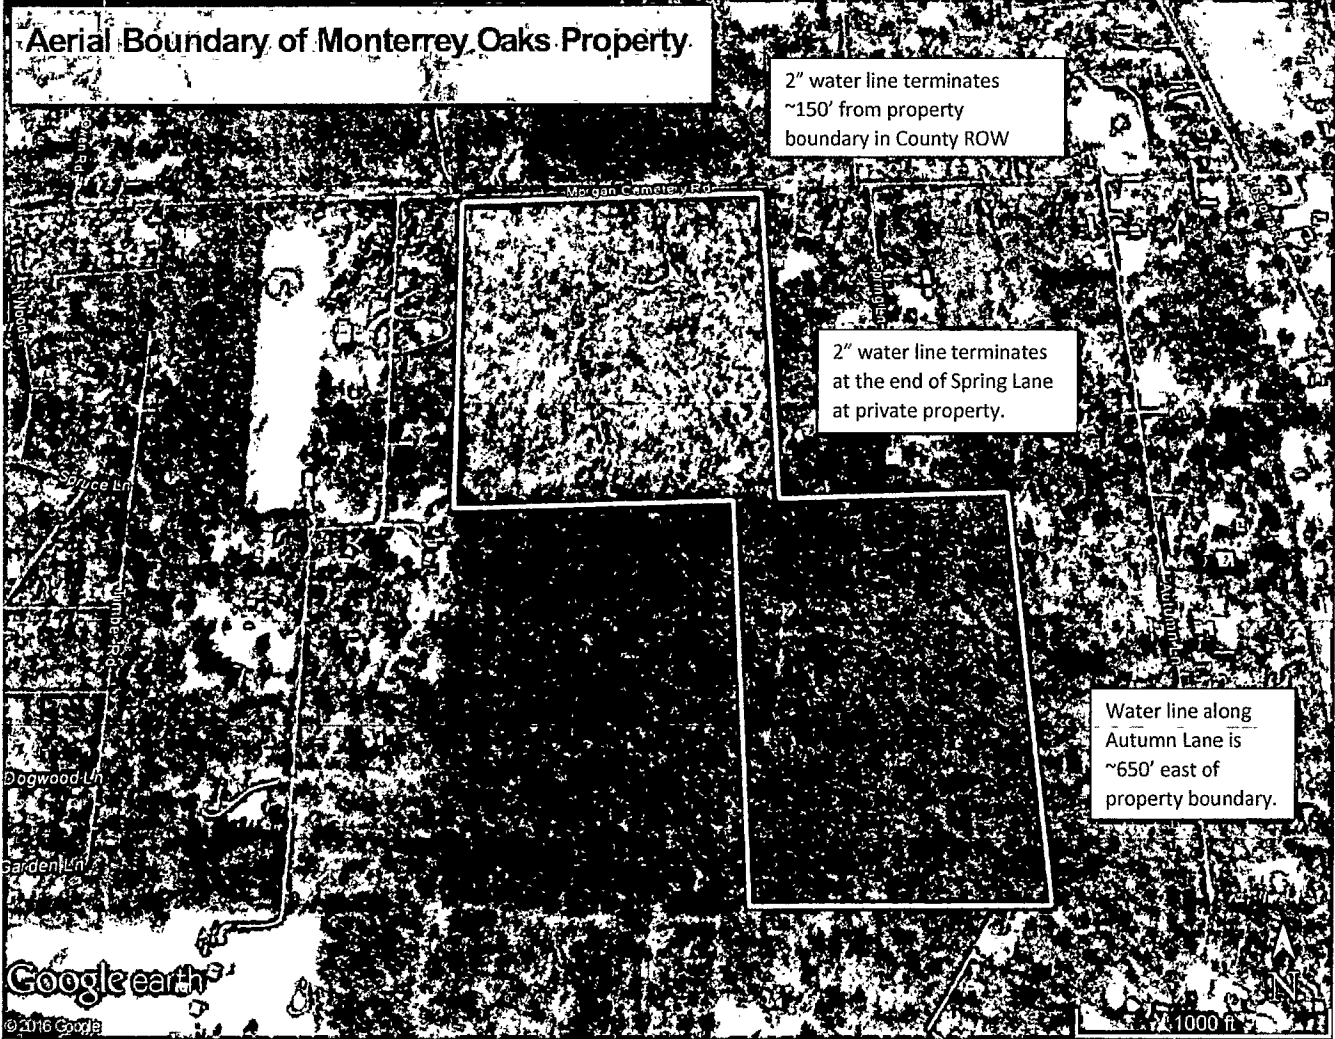 Aerial Boundary of Monterrey Oaks Property
2” water line terminates
~150’ from property
boundary in County ROW
Morgan Cemetery Rd
2” water line terminates
at the end of Spring Lane
at private property.
Water line along
Autumn Lane is
~650’ east of
property boundary.
Dogwood Ln
Garden Ln
Google earth
N
© 2016 Google
1000 ft